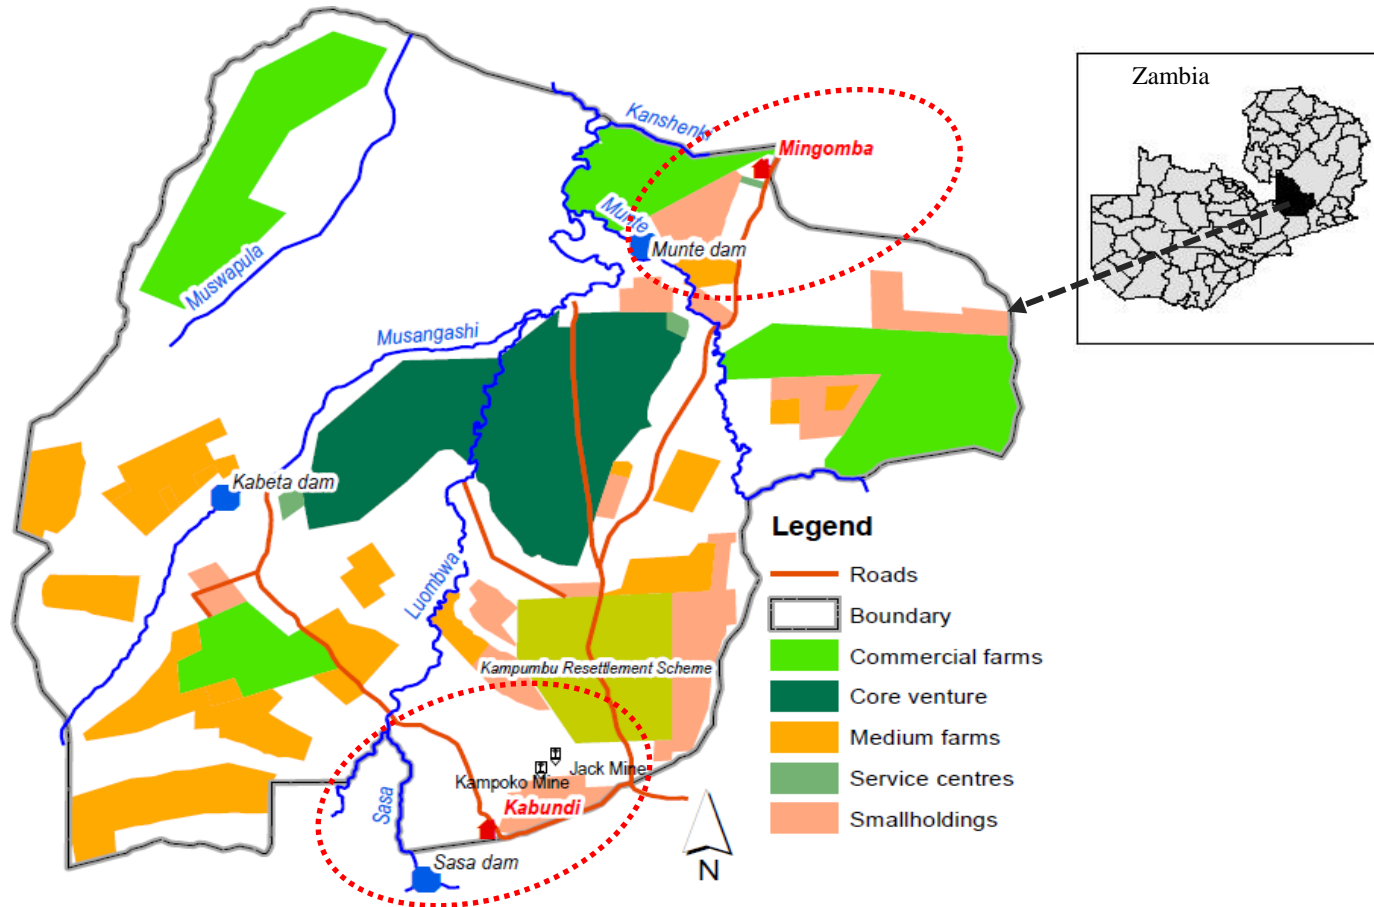 Zambia
Kanshenki
Mingomba
Munte
Munte dam
Muswapula
Musangashi
Kabeta dam
Luombwa
Kampumbu Resettlement Scheme
Jack Mine
Kampoko Mine
Kabundi
Sasa
Sasa dam
N
Legend
Roads
Boundary
Commercial farms
Core venture
Medium farms
Service centres
Smallholdings